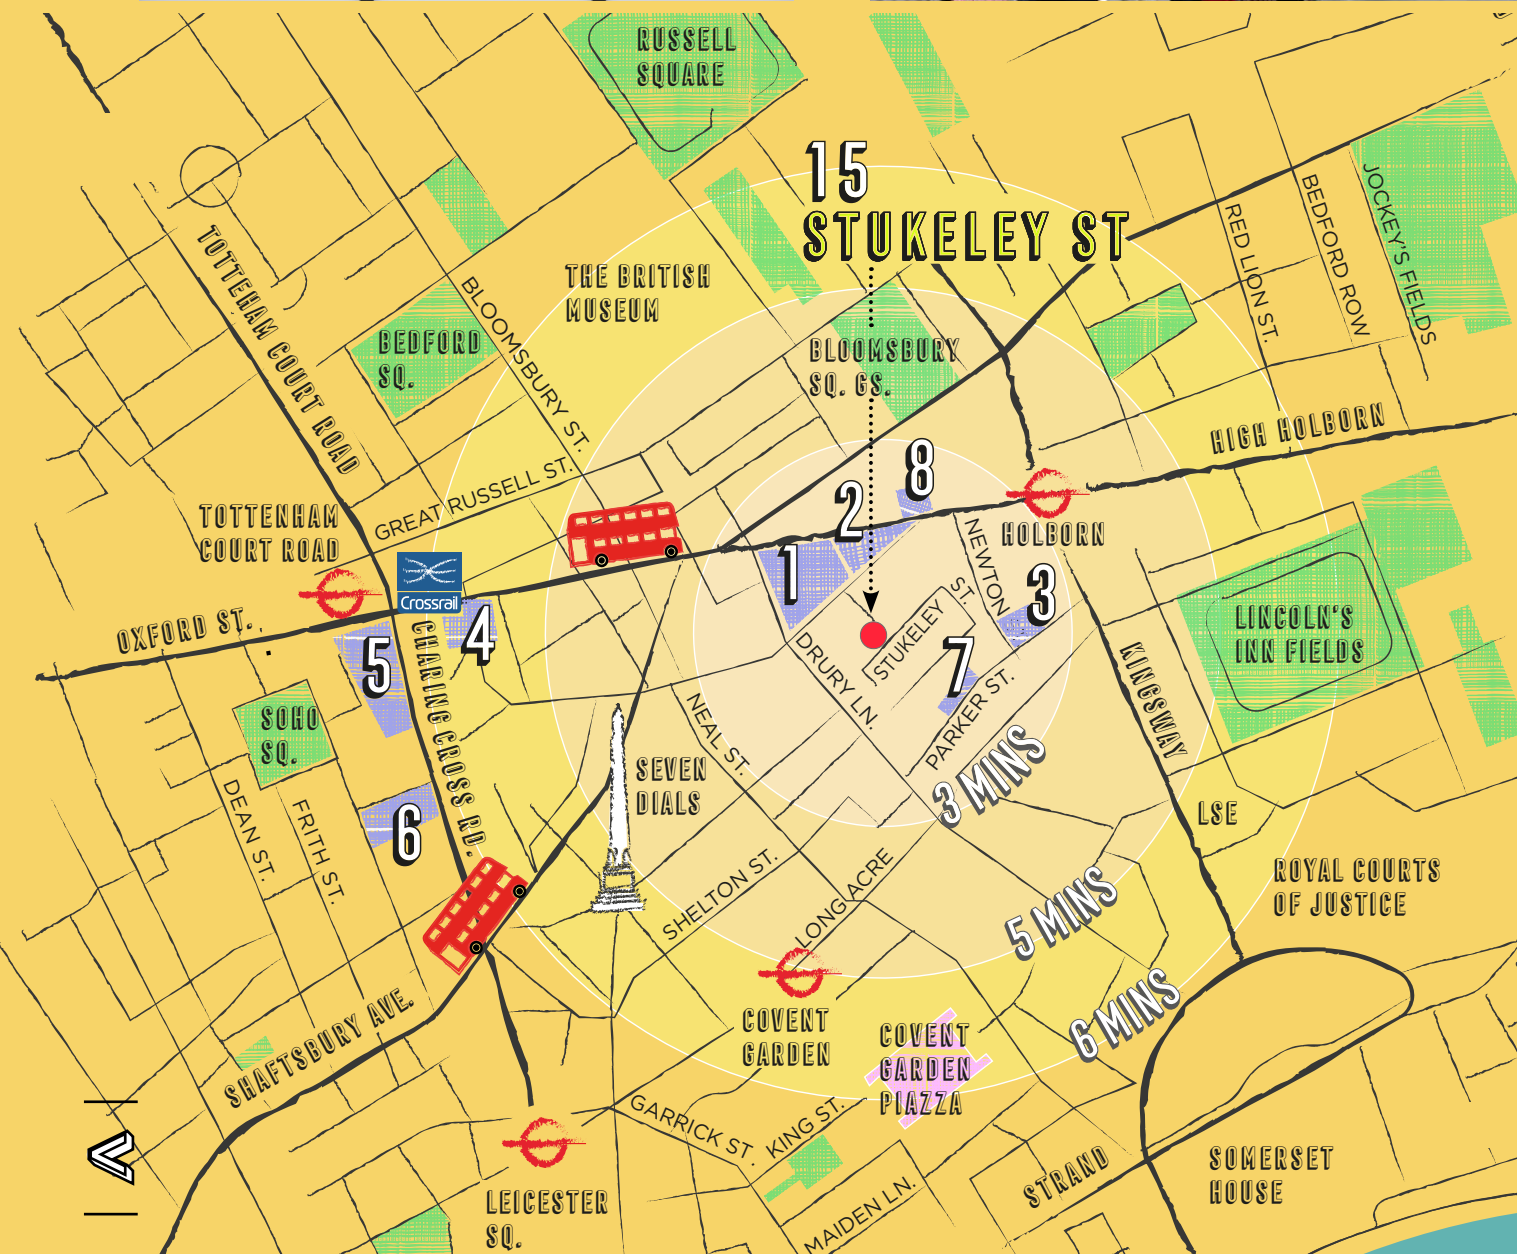 RUSSELL
SQUARE
15
STUKELEY ST
JOCKEY'S FIELDS
BEDFORD ROW
RED LION ST.
TOTTEHAM COURT ROAD
THE BRITISH
MUSEUM
BLOOMSBURY ST.
BEDFORD
SQ.
BLOOMSBURY
SQ. GS.
HIGH HOLBORN
GREAT RUSSELL ST.
8
2
TOTTENHAM
COURT ROAD
HOLBORN
NEWTON
ST.
1
3
Crossrail
OXFORD ST.
4
5
CHARING CROSS RD.
STUKELEY
7
DRURY LN.
PARKER ST.
LINCOLN'S
INN FIELDS
KINGSWAY
SOHO
SQ.
NEAL ST.
SEVEN
DIALS
3 MINS
DEAN ST.
FRITH ST.
6
LSE
SHELTON ST.
LONG ACRE
5 MINS
ROYAL COURTS
OF JUSTICE
6 MINS
SHAFTSBURY AVE.
COVENT
GARDEN
COVENT
GARDEN
PIAZZA
GARRICK ST.
KING ST.
STRAND
SOMERSET
HOUSE
LEICESTER
SQ.
MAIDEN LN.